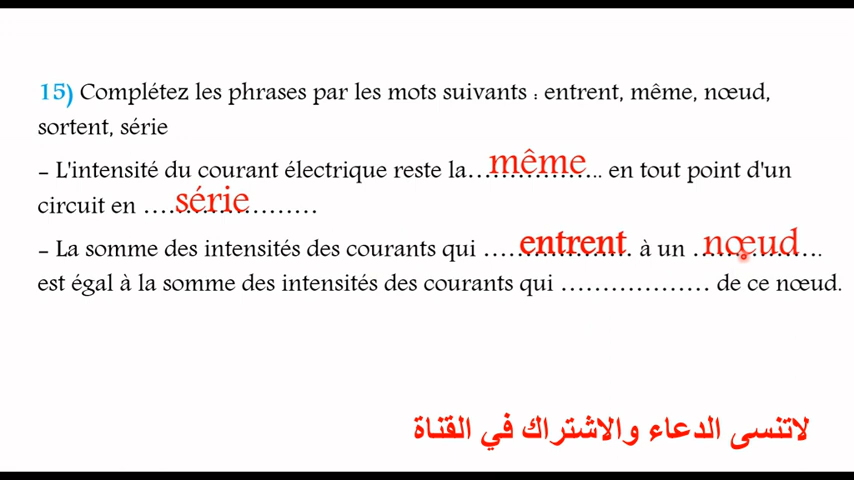 15) Complétez les phrases par les mots suivants : entrent, même, nœud,
sortent, série
- L'intensité du courant électrique reste la...même... en tout point d'un
circuit en ...série...
- La somme des intensités des courants qui ...entrent... à un ...nœud...
est égal à la somme des intensités des courants qui .................. de ce nœud.
لاتنسى الدعاء والاشتراك في القناة